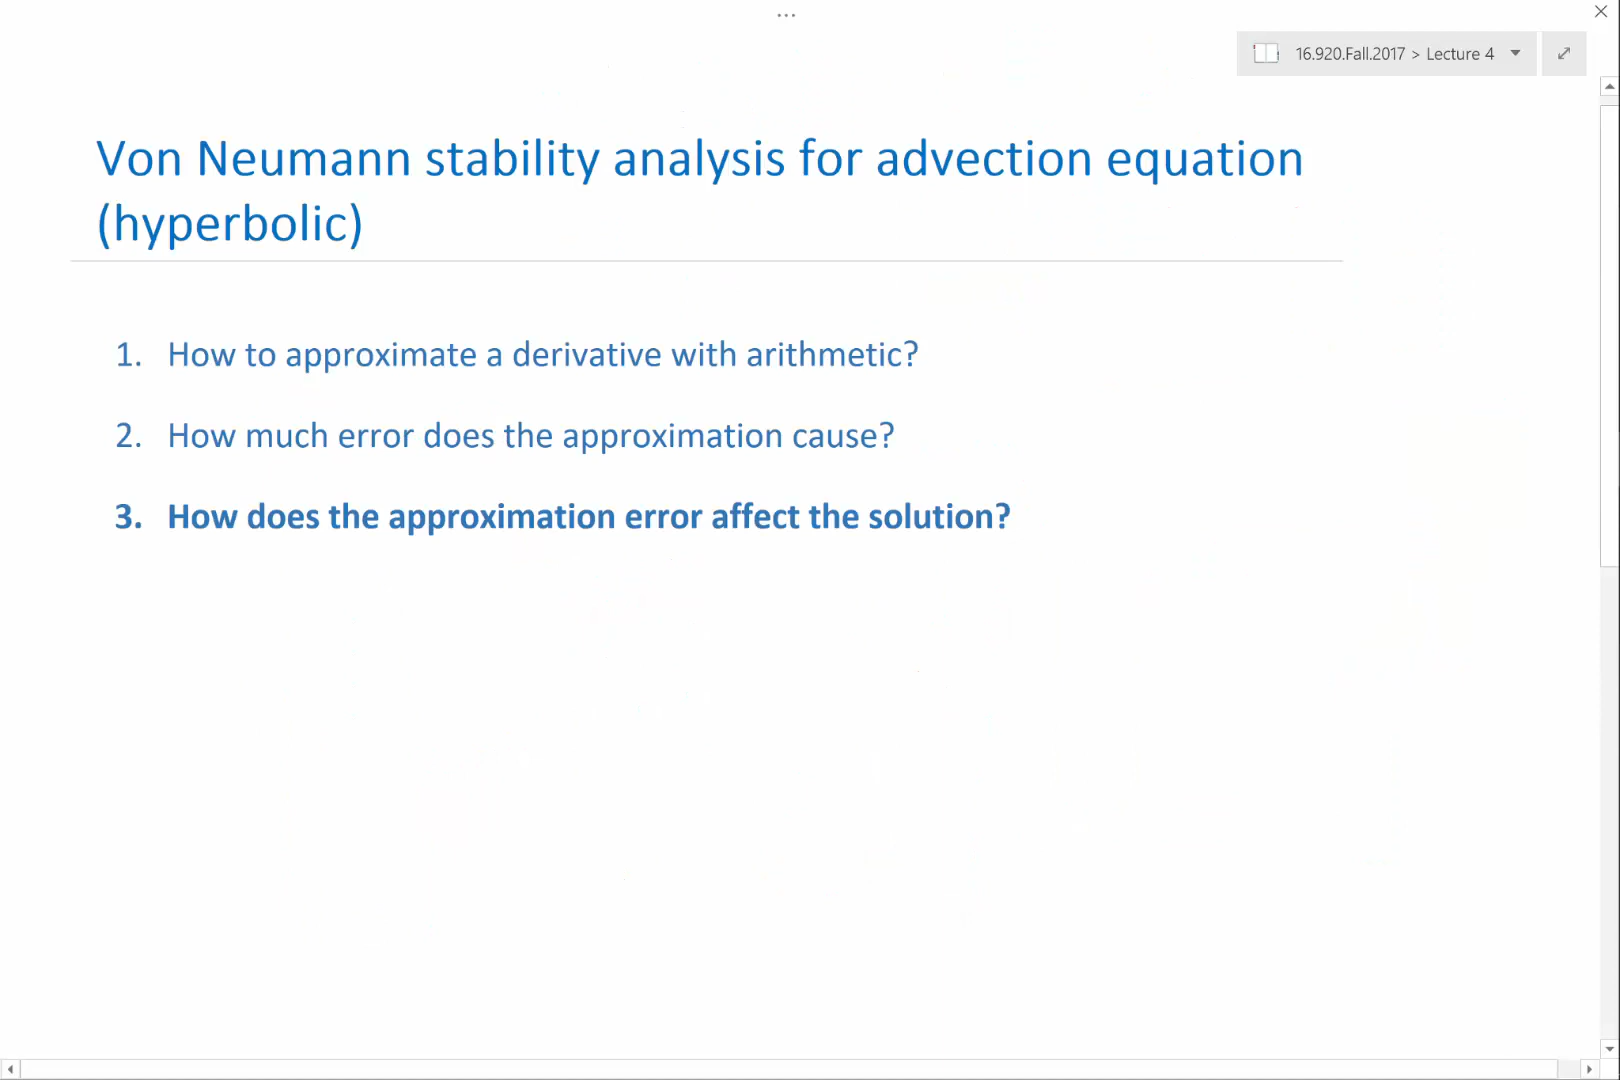 16.920.Fall.2017 > Lecture 4
Von Neumann stability analysis for advection equation
(hyperbolic)
1. How to approximate a derivative with arithmetic?
2. How much error does the approximation cause?
3. How does the approximation error affect the solution?